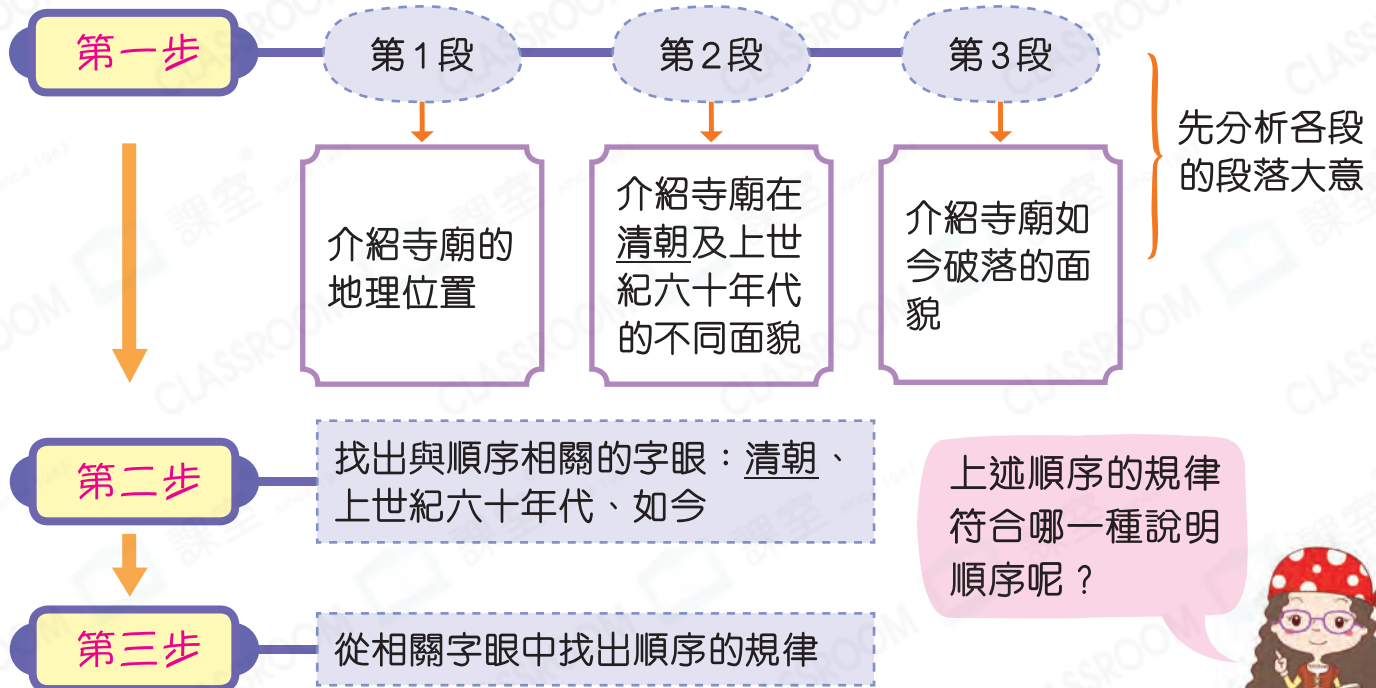 第一步
第1段
第2段
第3段
介紹寺廟的
地理位置
介紹寺廟在
清朝及上世
紀六十年代
的不同面貌
介紹寺廟如
今破落的面
貌
先分析各段
的段落大意
第二步
找出與順序相關的字眼：清朝、
上世紀六十年代、如今
第三步
從相關字眼中找出順序的規律
上述順序的規律
符合哪一種說明
順序呢？
課室
CLASSROOM